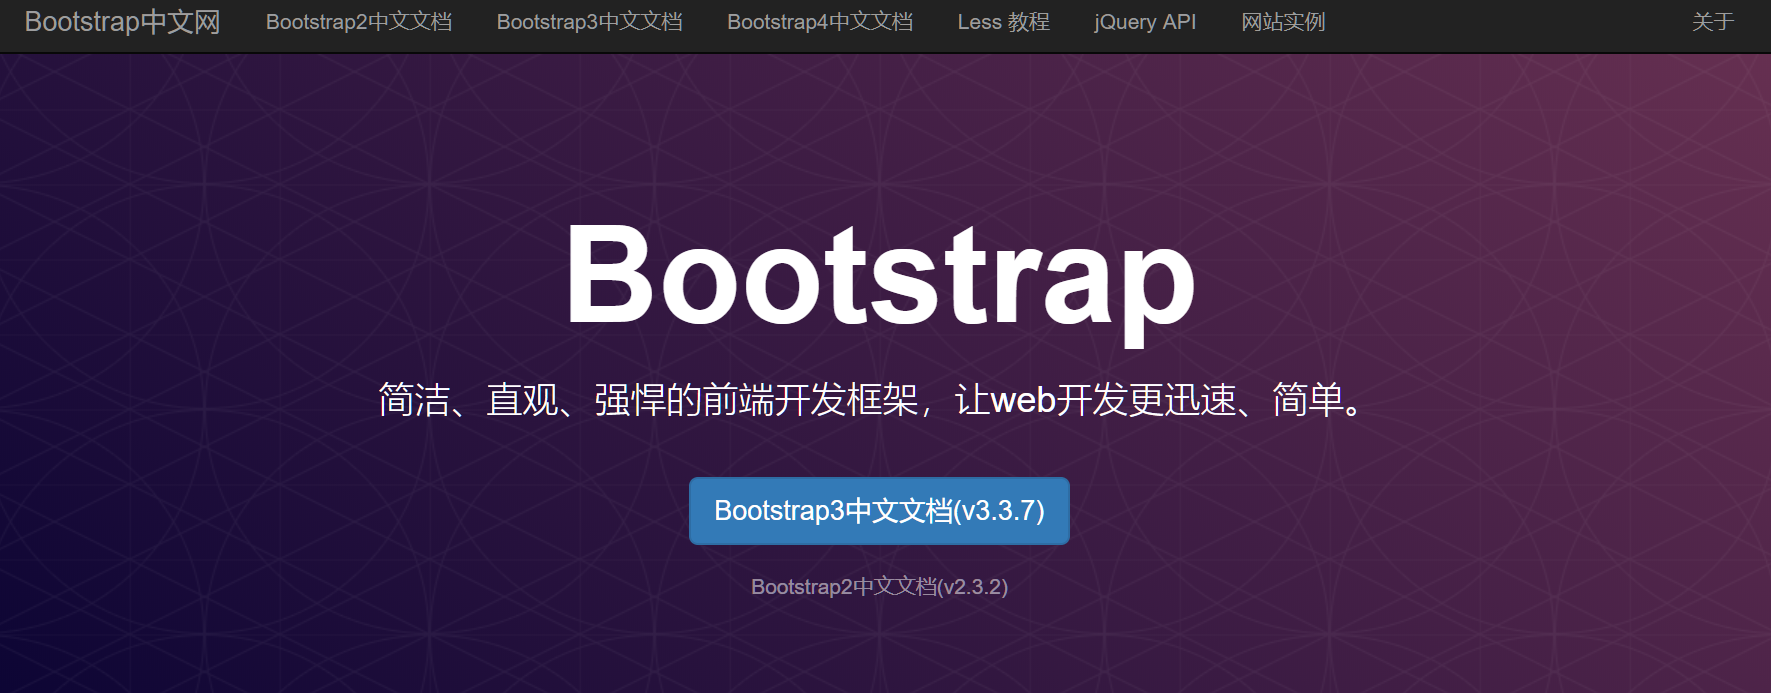 Bootstrap中文网 Bootstrap2中文文档 Bootstrap3中文文档 Bootstrap4中文文档 Less 教程 jQuery API 网站实例 关于
Bootstrap
简洁、直观、强悍的前端开发框架，让web开发更迅速、简单。
Bootstrap3中文文档(v3.3.7)
Bootstrap2中文文档(v2.3.2)